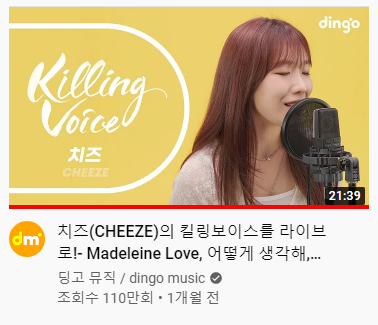 dingo
Killing
Voice
치즈
CHEEZE
21:39
dm
치즈(CHEEZE)의 킬링보이스를 라이브
로!- Madeleine Love, 어떻게 생각해,...
딩고 뮤직 / dingo music
조회수 110만회 • 1개월 전